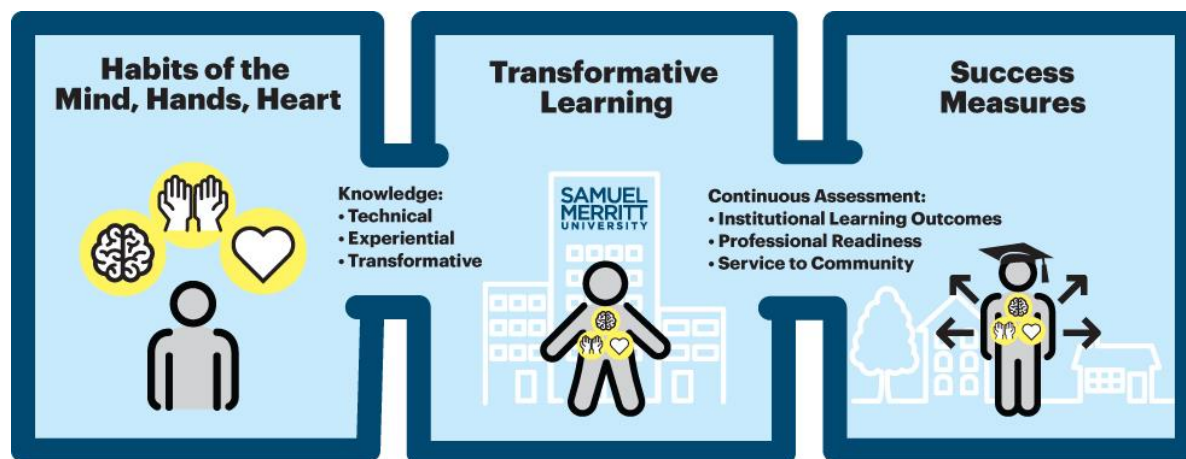 Habits of the
Mind, Hands, Heart
Knowledge:
• Technical
• Experiential
• Transformative
Transformative
Learning
SAMUEL
MERRITT
UNIVERSITY
Continuous Assessment:
• Institutional Learning Outcomes
• Professional Readiness
• Service to Community
Success
Measures